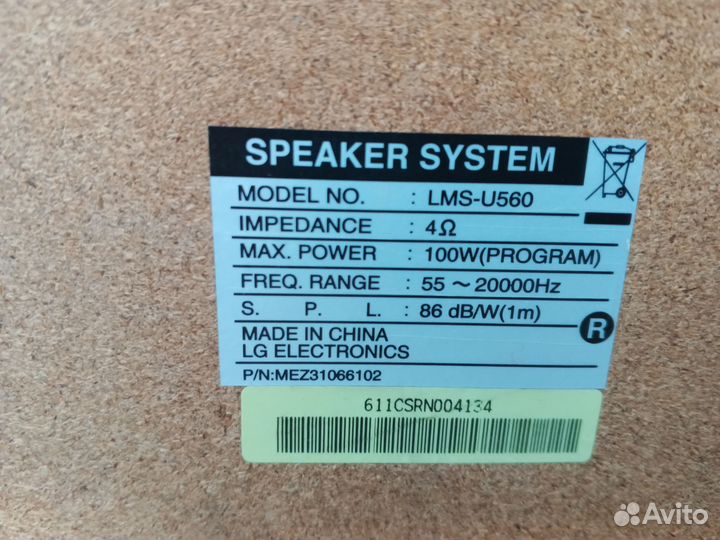 SPEAKER SYSTEM
MODEL NO. : LMS-U560
IMPEDANCE : 4Ω
MAX. POWER : 100W(PROGRAM)
FREQ. RANGE : 55 ～ 20000Hz
S. P. L. : 86 dB/W(1m)
MADE IN CHINA
LG ELECTRONICS
R
P/N:MEZ31066102
611CSRN004134
Avito